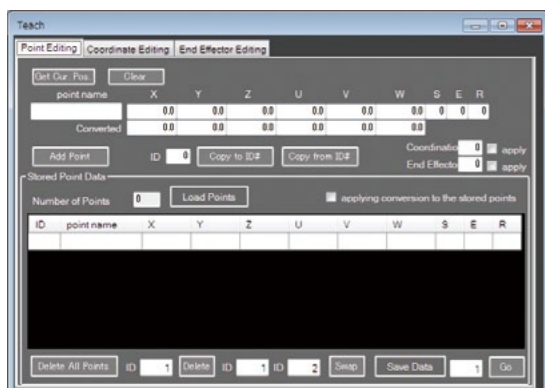 Teach
Point Editing Coordinate Editing End Effector Editing
Get Cur. Pos. Clear
point name X Y Z U V W S E R
0.0 0.0 0.0 0.0 0.0 0.0 0 0 0
Converted 0.0 0.0 0.0 0.0 0.0 0.0
Add Point ID 0 Copy to ID# Copy from ID# Coordinatio 0 apply
End Effecto 0 apply
Stored Point Data
Number of Points 0 Load Points applying conversion to the stored points
ID point name X Y Z U V W S E R
Delete All Points ID 1 Delete ID 1 ID 2 Swap Save Data 1 Go